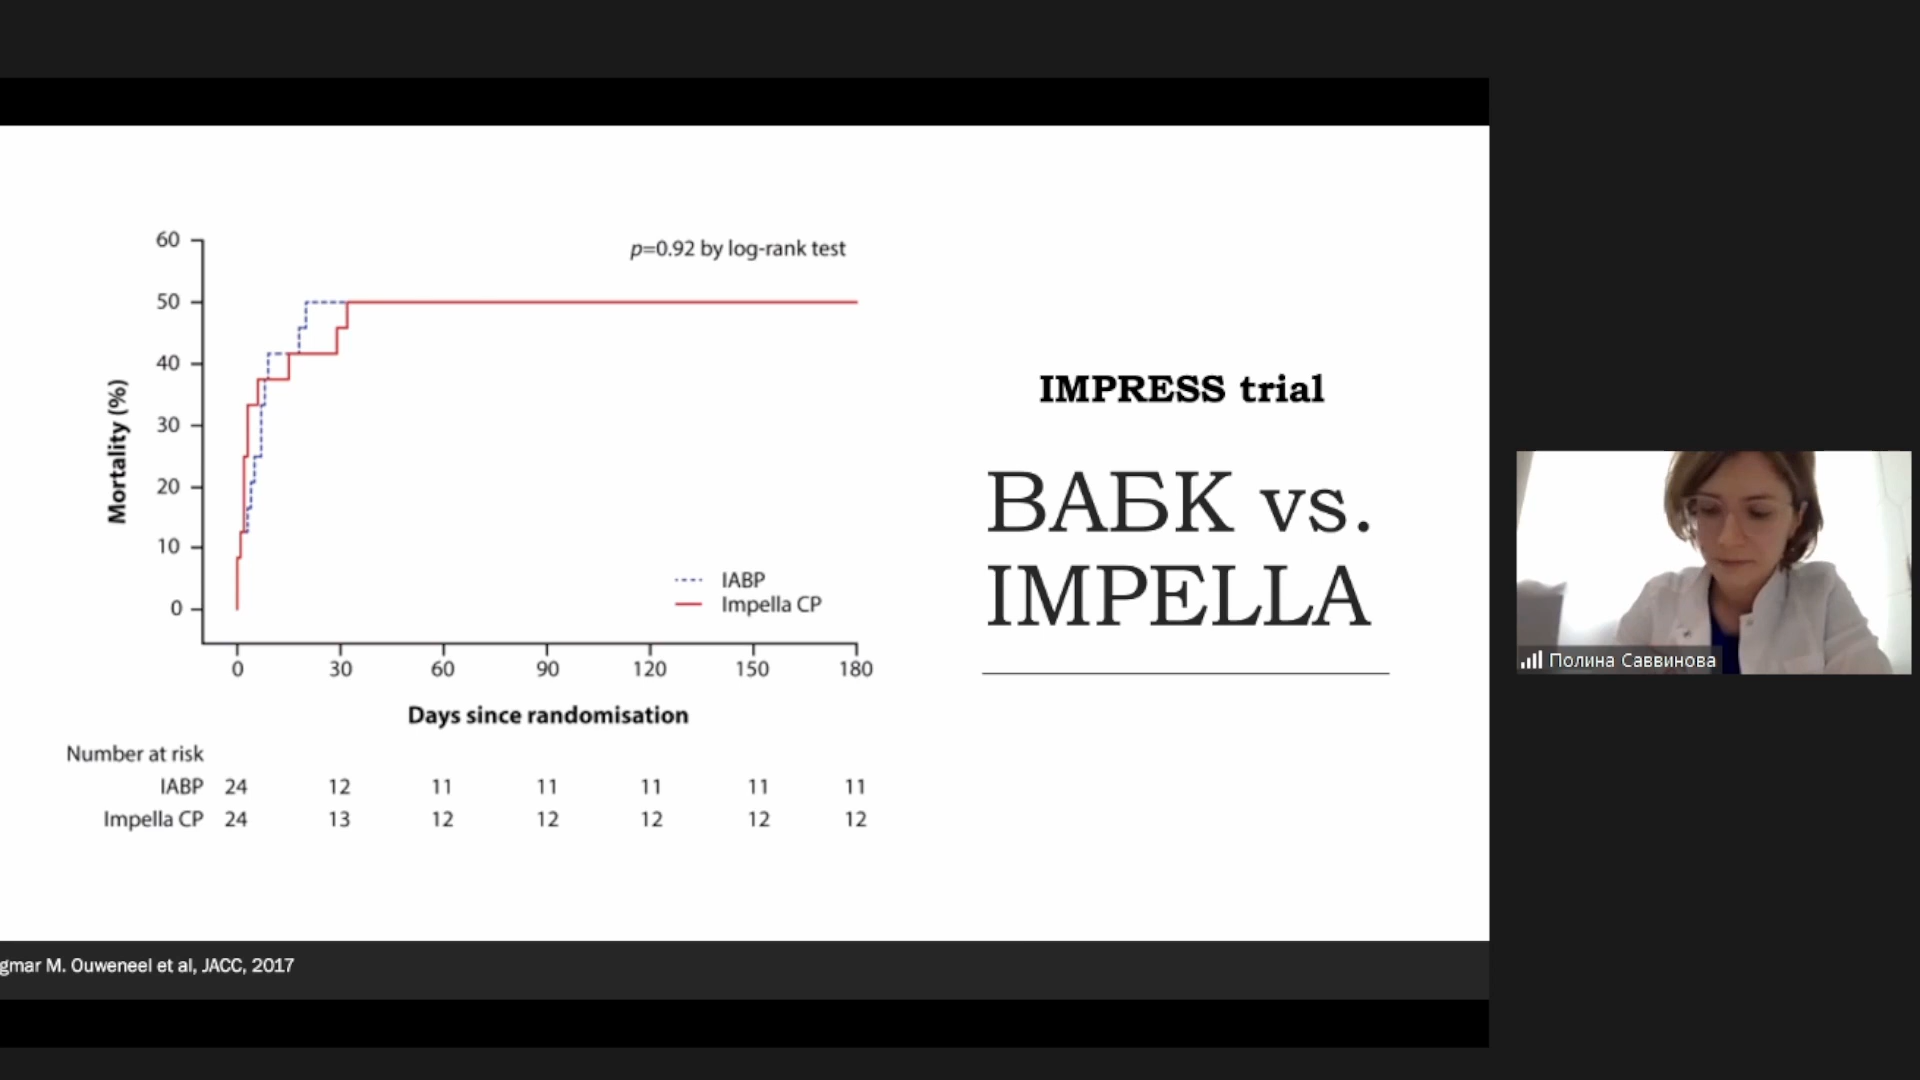 60
p=0.92 by log-rank test
50
40
30
20
10
0
Mortality (%)
IABP
Impella CP
0 30 60 90 120 150 180
Days since randomisation
Number at risk
IABP 24 12 11 11 11 11 11
Impella CP 24 13 12 12 12 12 12
IMPRESS trial
ВАБК vs.
IMPELLA
Полина Саввинова
gmar M. Ouweneel et al, JACC, 2017